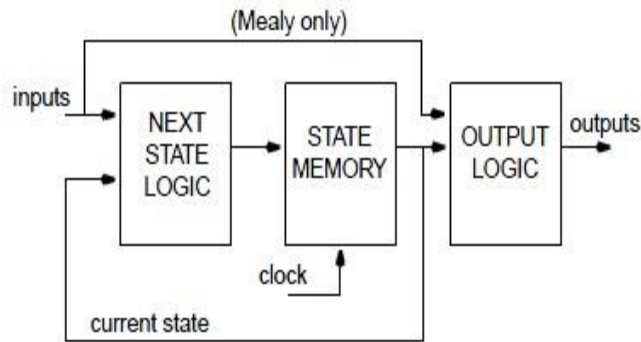 (Mealy only)
inputs
NEXT
STATE
LOGIC
STATE
MEMORY
OUTPUT
LOGIC
outputs
clock
current state